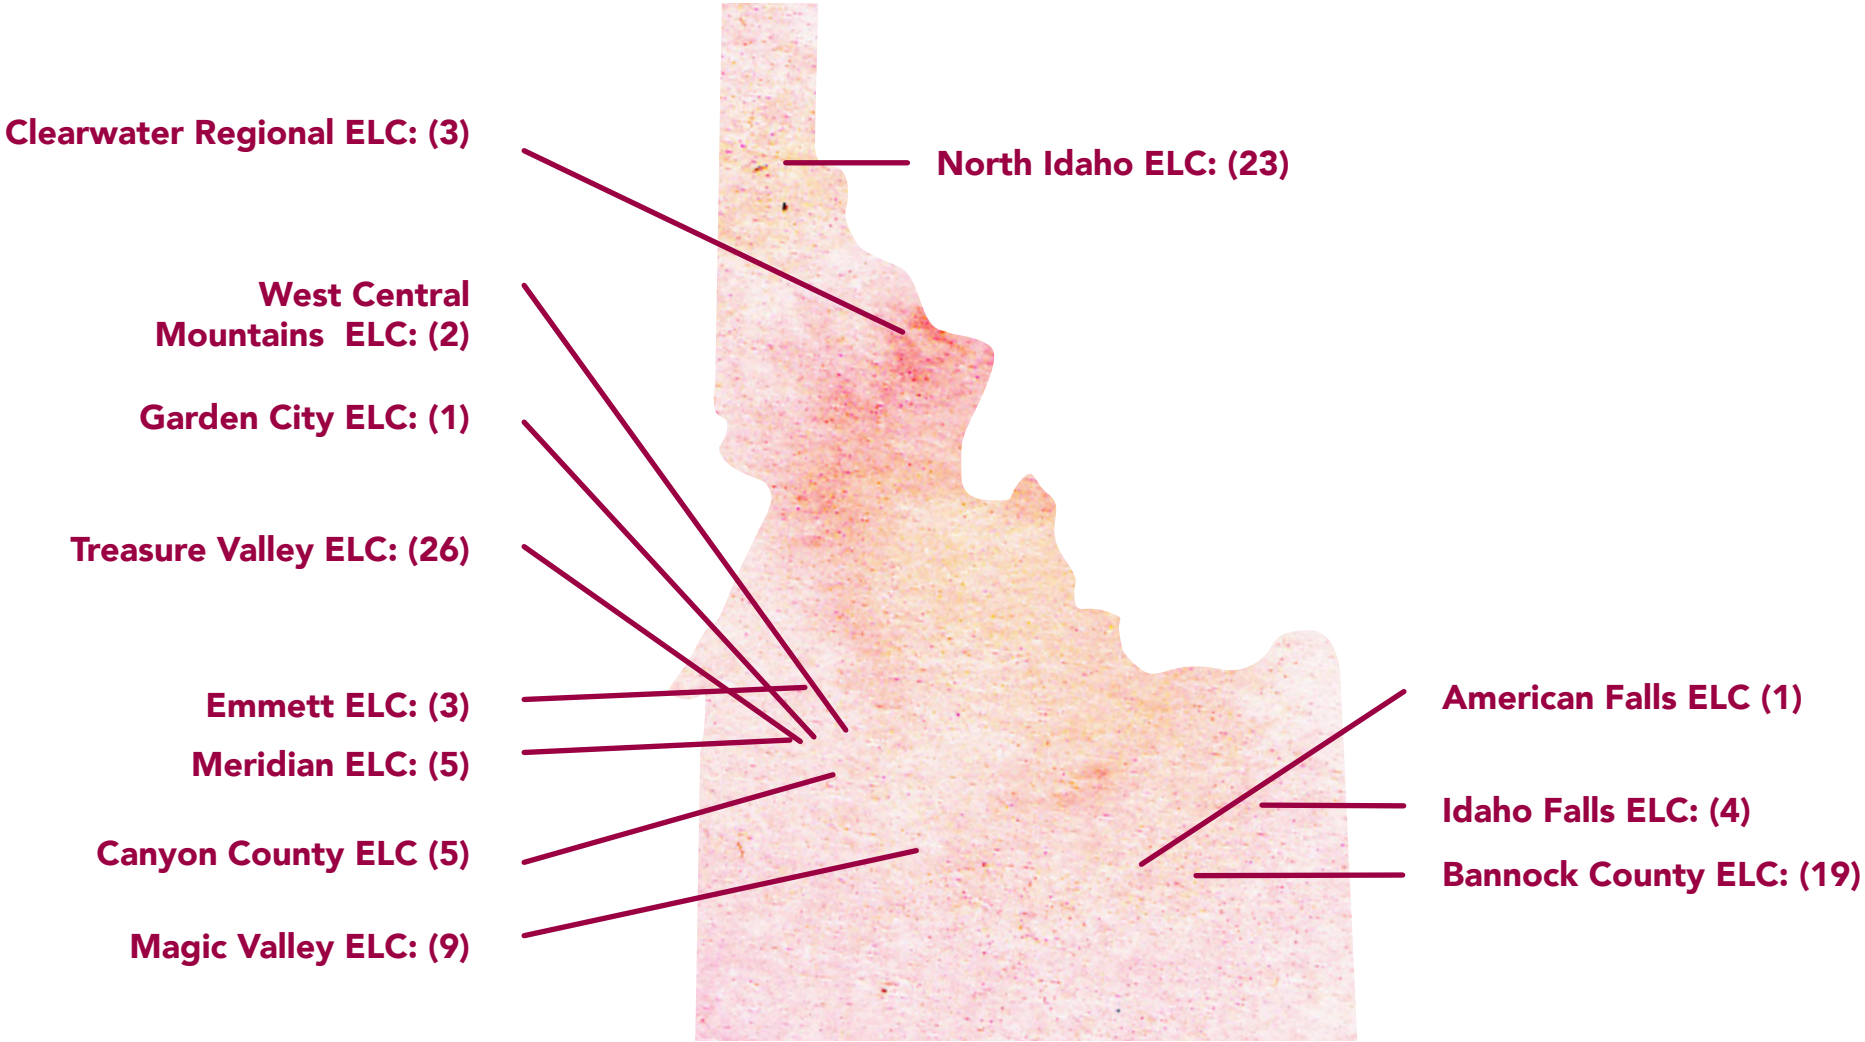 Clearwater Regional ELC: (3)
North Idaho ELC: (23)
West Central
Mountains  ELC: (2)
Garden City ELC: (1)
Treasure Valley ELC: (26)
Emmett ELC: (3)
Meridian ELC: (5)
Canyon County ELC (5)
Magic Valley ELC: (9)
American Falls ELC (1)
Idaho Falls ELC: (4)
Bannock County ELC: (19)